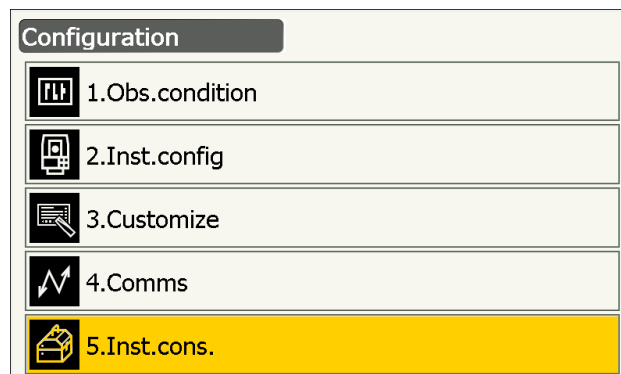 Configuration
1.Obs.condition
2.Inst.config
3.Customize
4.Comms
5.Inst.cons.